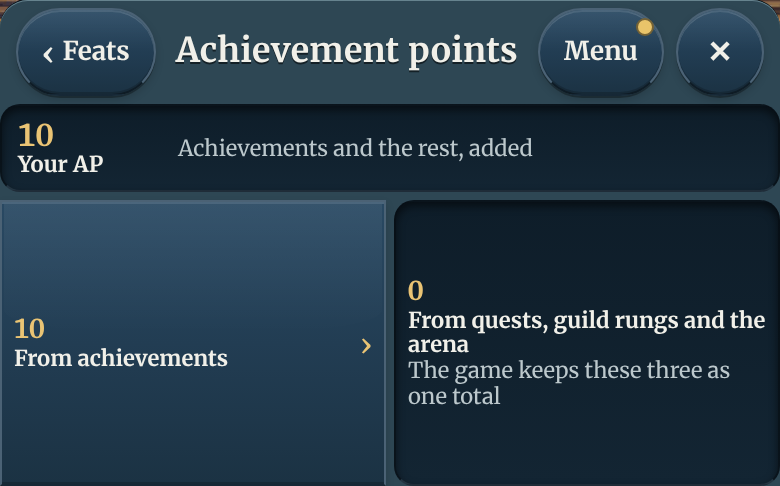 ‹ Feats
Achievement points
Menu
×
10
Your AP
Achievements and the rest, added
10
From achievements
›
0
From quests, guild rungs and the
arena
The game keeps these three as
one total